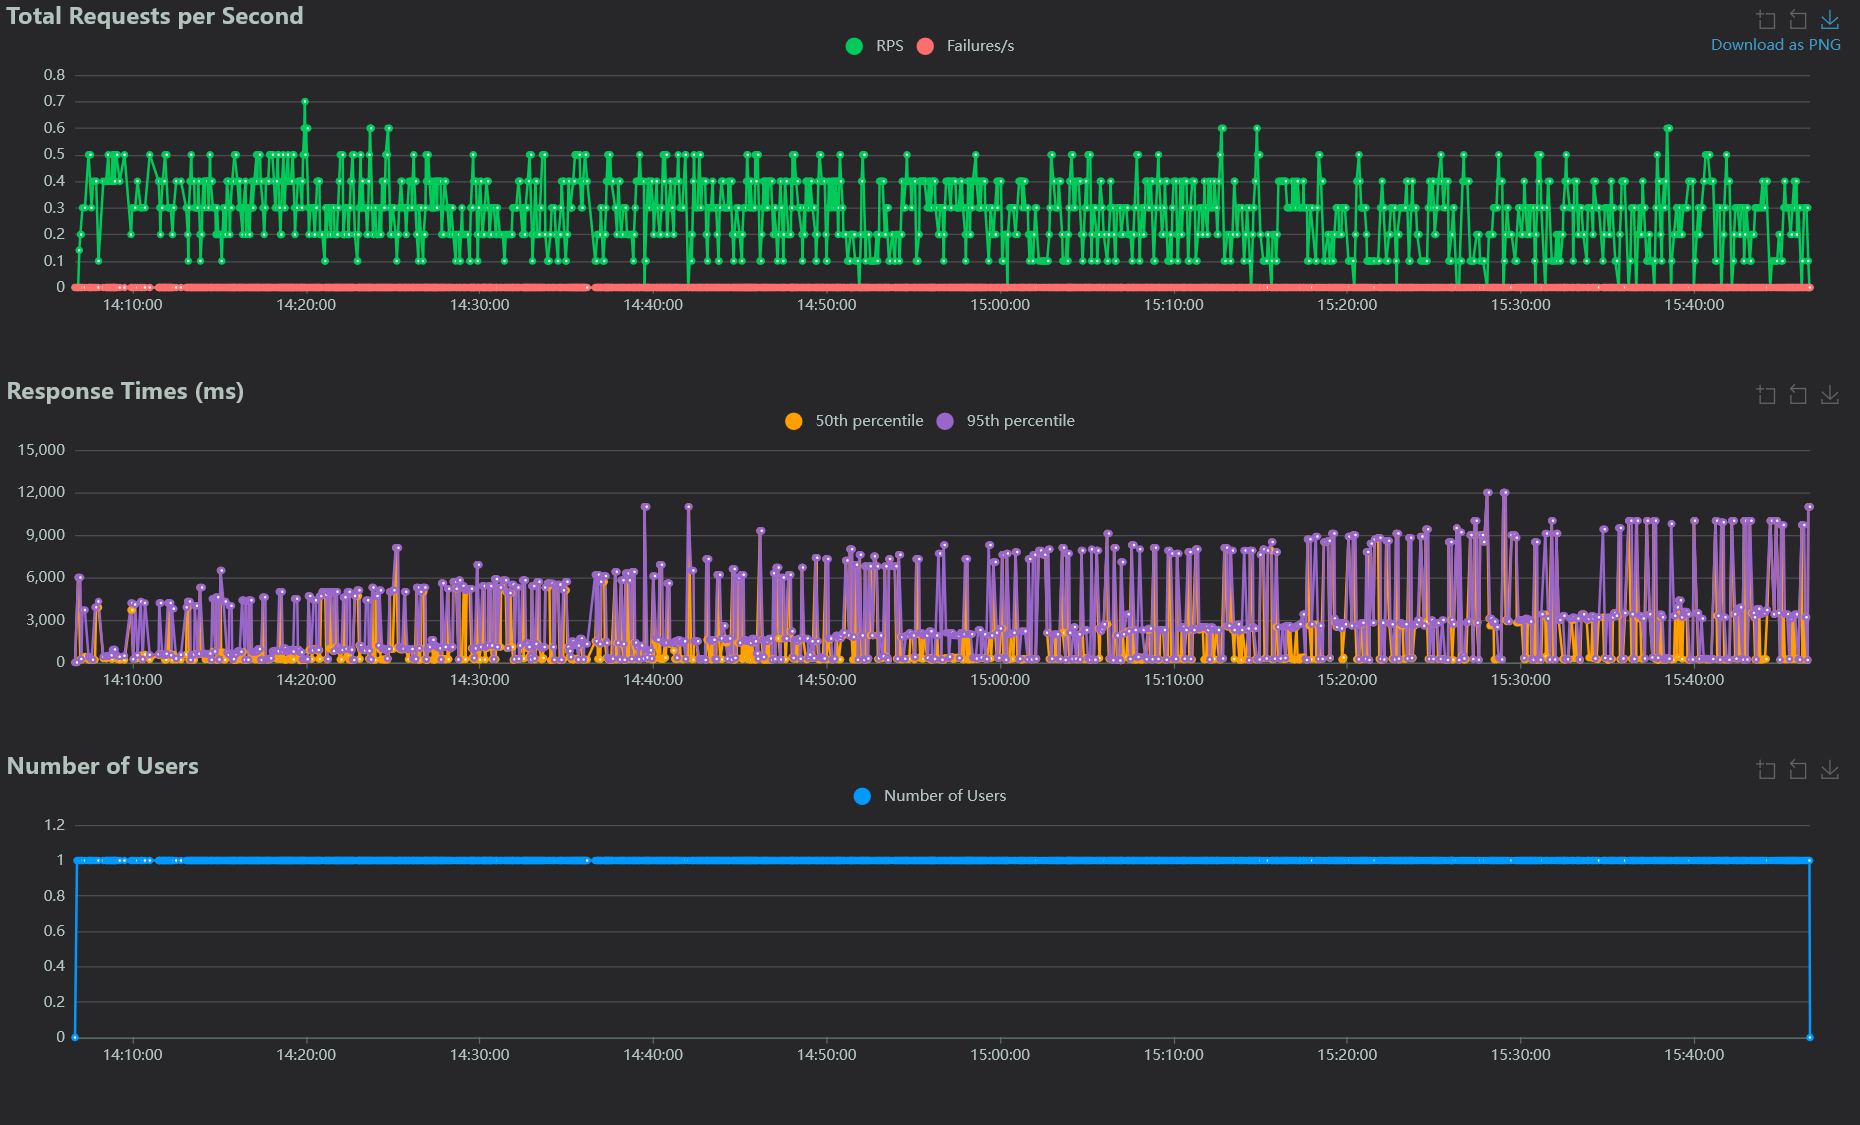 Total Requests per Second
RPS Failures/s
Download as PNG
0.8
0.7
0.6
0.5
0.4
0.3
0.2
0.1
0
14:10:00 14:20:00 14:30:00 14:40:00 14:50:00 15:00:00 15:10:00 15:20:00 15:30:00 15:40:00
Response Times (ms)
50th percentile 95th percentile
15,000
12,000
9,000
6,000
3,000
0
14:10:00 14:20:00 14:30:00 14:40:00 14:50:00 15:00:00 15:10:00 15:20:00 15:30:00 15:40:00
Number of Users
Number of Users
1.2
1
0.8
0.6
0.4
0.2
0
14:10:00 14:20:00 14:30:00 14:40:00 14:50:00 15:00:00 15:10:00 15:20:00 15:30:00 15:40:00